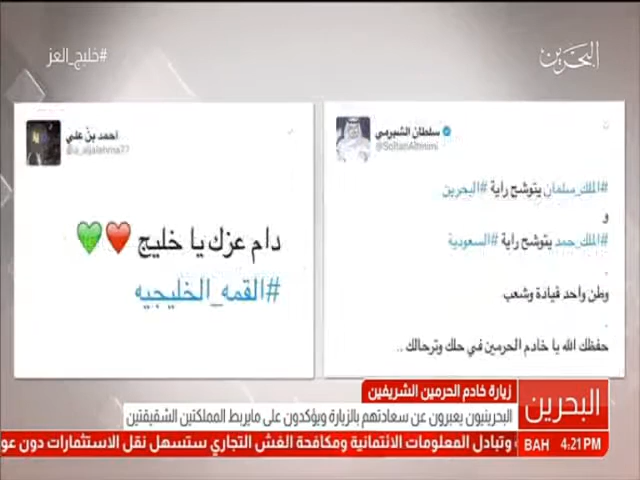 #خليج_العز
البحرين
سلطان الشيرمي
@SoltanAltmimi
#الملك_سلمان يتوشح راية #البحرين
و
#الملك_حمد يتوشح راية #السعودية
.
وطن واحد قيادة وشعب
.
حفظك الله يا خادم الحرمين في حلك وترحالك ..
احمد بن علي
@a_aljalahma77
دام عزك يا خليج ❤️💚
#القمه_الخليجيه
زيارة خادم الحرمين الشريفين
البحرينيون يعبرون عن سعادتهم بالزيارة ويؤكدون على مايربط المملكتين الشقيقتين
البحرين
وتبادل المعلومات الائتمانية ومكافحة الغش التجاري ستسهل نقل الاستثمارات دون عو
BAH 4:21PM